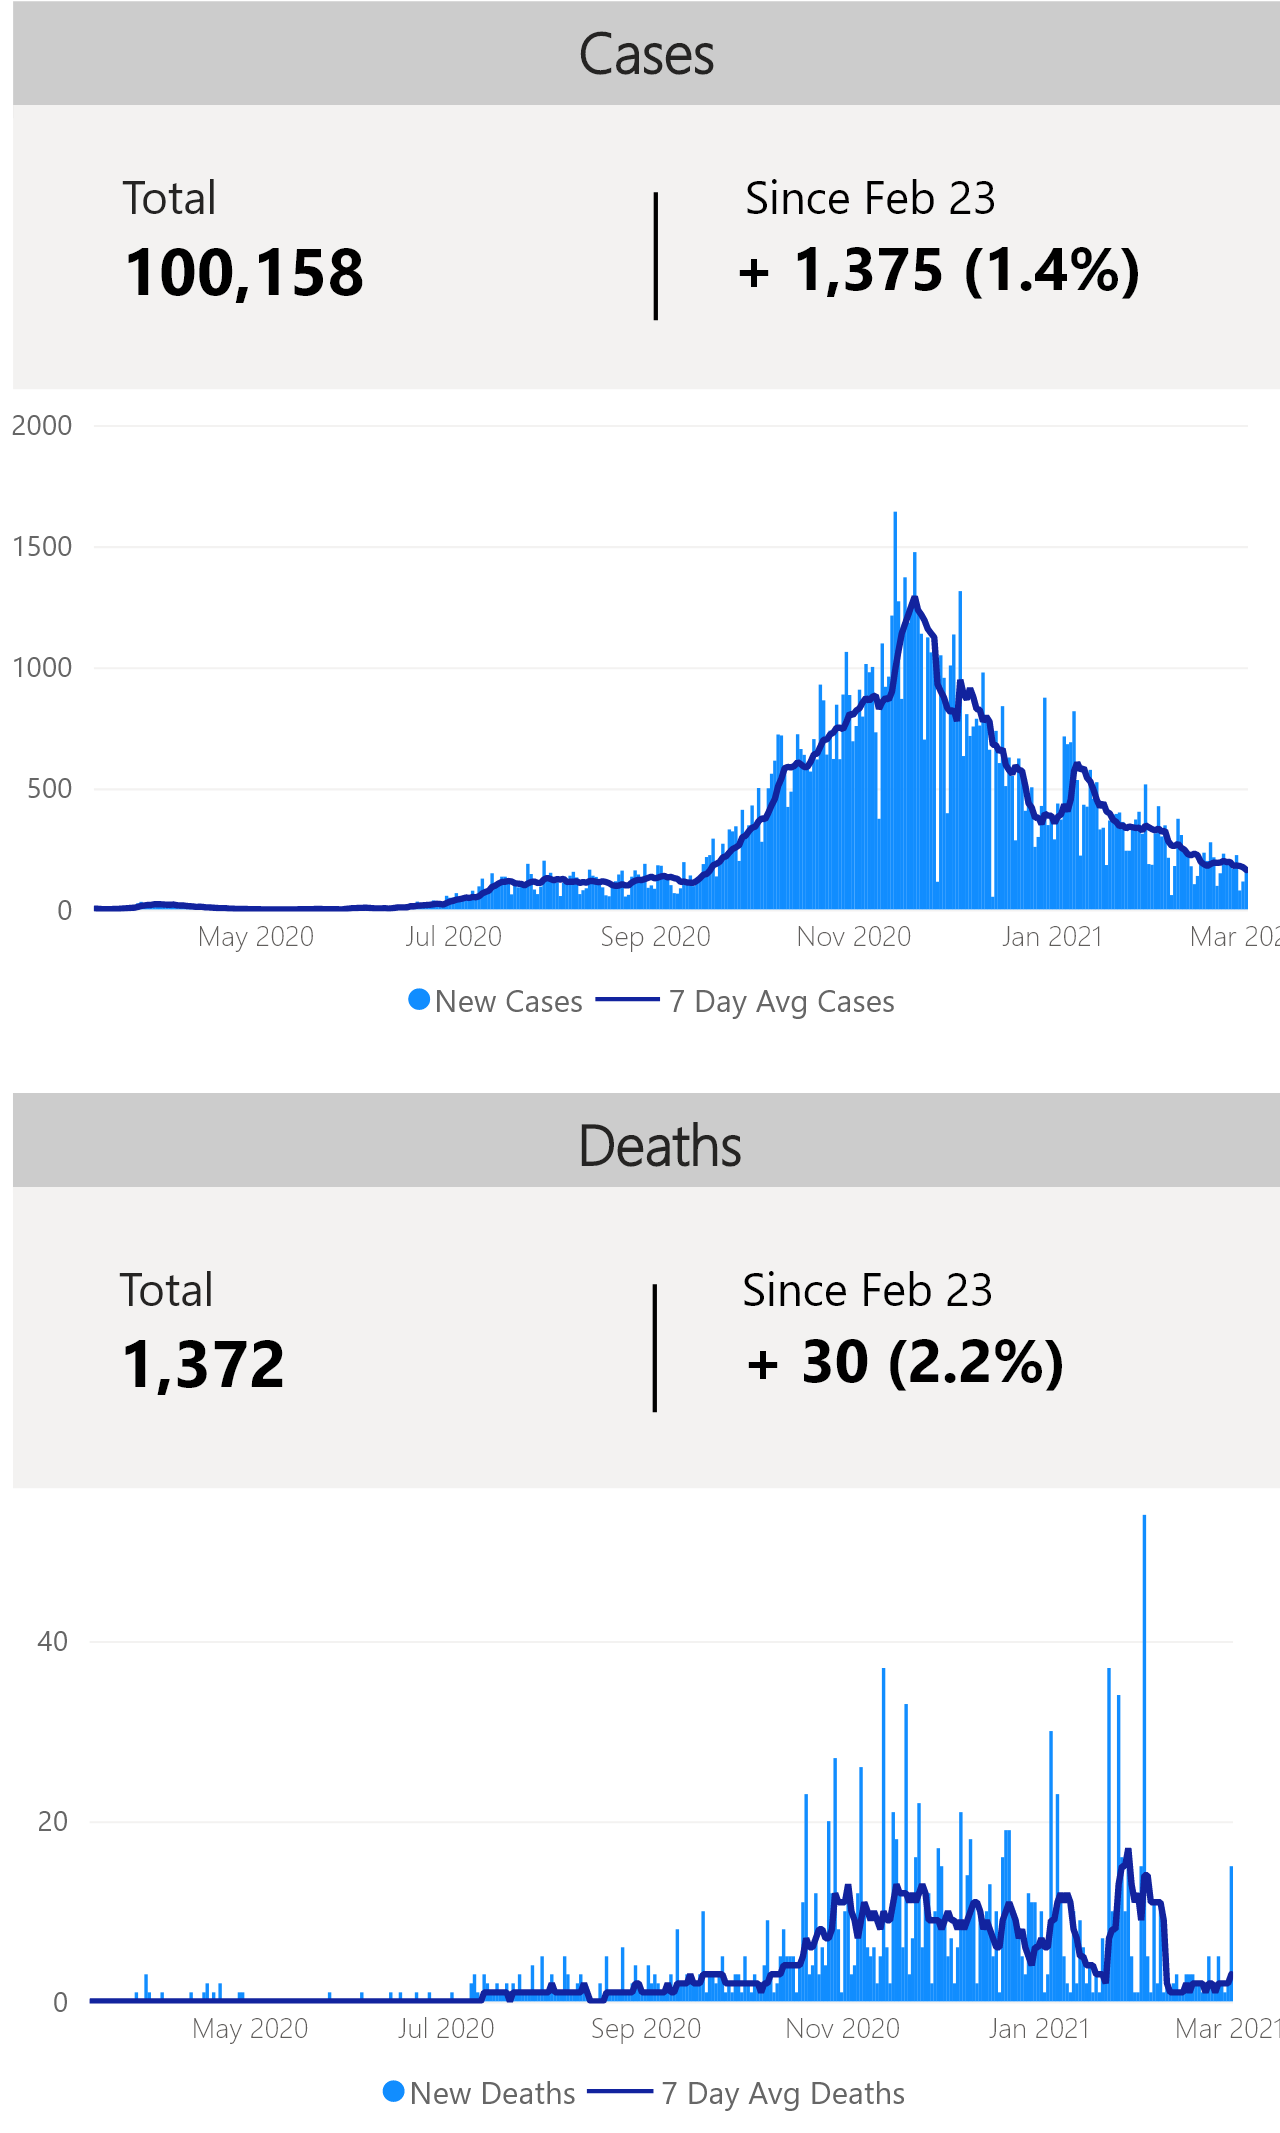 Cases
Total
Since Feb 23
100,158
+ 1,375 (1.4%)
2000
1500
1000
500
0
May 2020 Jul 2020 Sep 2020 Nov 2020 Jan 2021 Mar 202
New Cases 7 Day Avg Cases
Deaths
Total
Since Feb 23
1,372
+ 30 (2.2%)
40
20
0
May 2020 Jul 2020 Sep 2020 Nov 2020 Jan 2021 Mar 2021
New Deaths 7 Day Avg Deaths